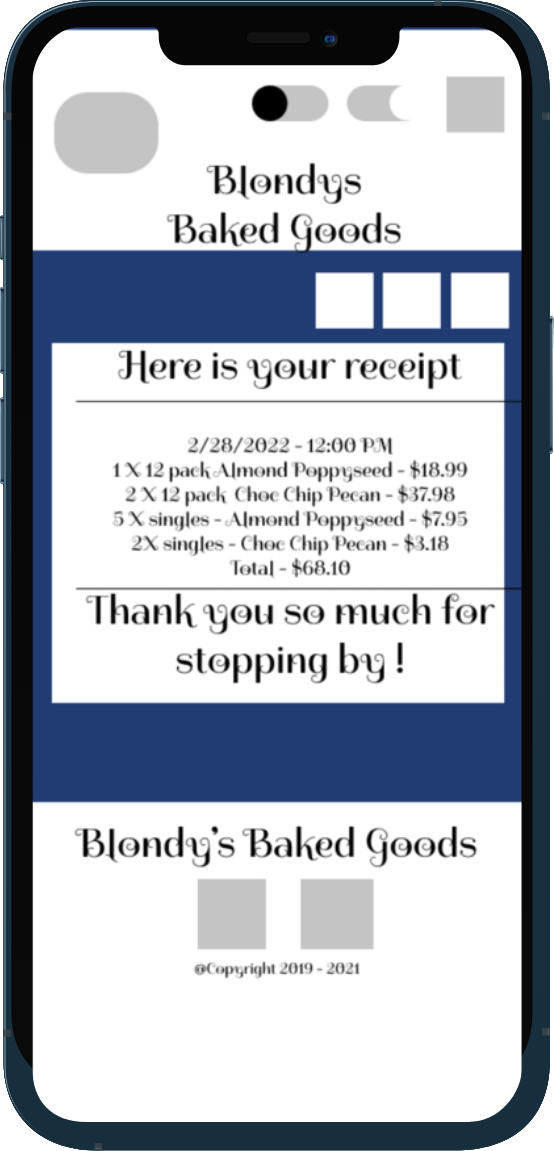 Blondys
Baked Goods
Here is your receipt
2/28/2022 - 12:00 PM
1 X 12 pack Almond Poppyseed - $18.99
2 X 12 pack Choc Chip Pecan - $37.98
5 X singles - Almond Poppyseed - $7.95
2X singles - Choc Chip Pecan - $3.18
Total - $68.10
Thank you so much for
stopping by !
Blondy's Baked Goods
@Copyright 2019 - 2021